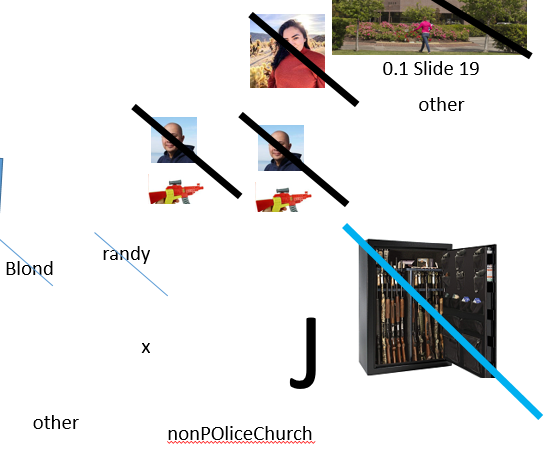 0.1 Slide 19
other
randy
Blond
x
J
other
nonPOliceChurch